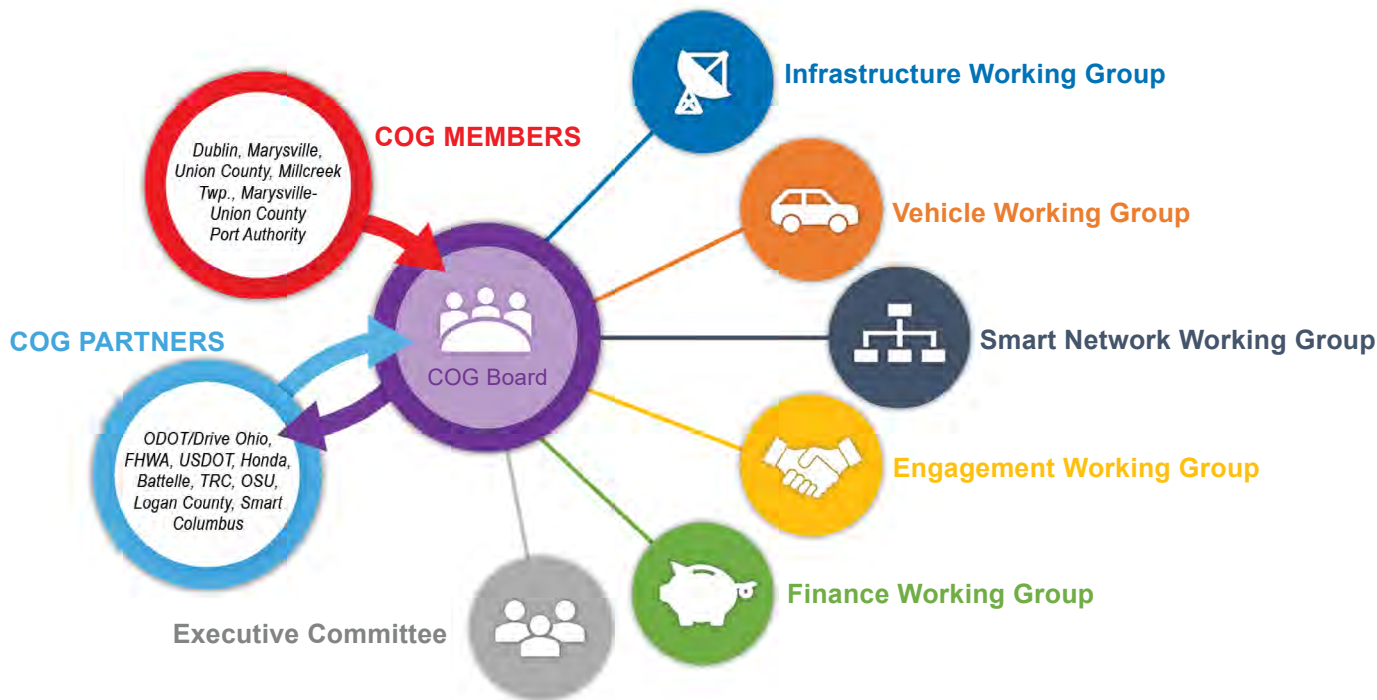 Infrastructure Working Group
COG MEMBERS
Dublin, Marysville,
Union County, Millcreek
Twp., Marysville-
Union County
Port Authority
Vehicle Working Group
COG PARTNERS
COG Board
Smart Network Working Group
ODOT/Drive Ohio,
FHWA, USDOT, Honda,
Battelle, TRC, OSU,
Logan County, Smart
Columbus
Engagement Working Group
Finance Working Group
Executive Committee